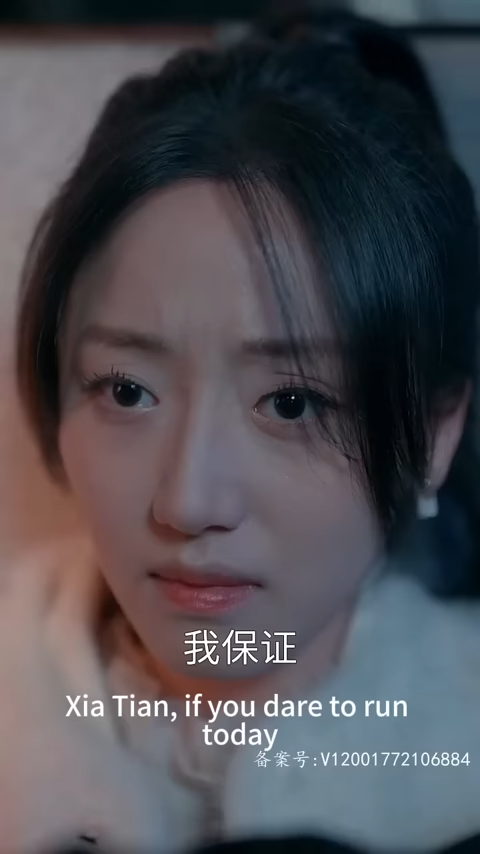 我保证
Xia Tian, if you dare to run
today
备案号:V12001772106884